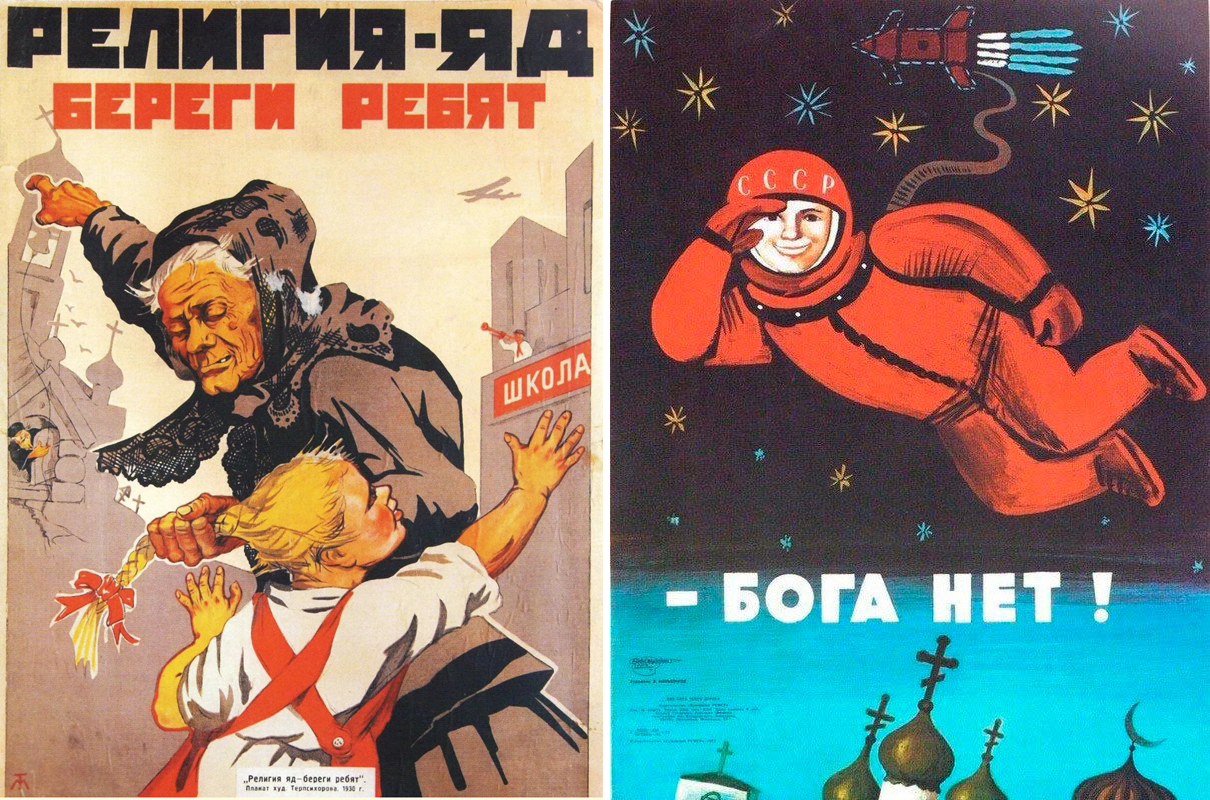 РЕЛИГИЯ-ЯД
БЕРЕГИ РЕБЯТ
ШКОЛА
„Религия яд—береги ребят“.
Плакат худ. Терпсихорова. 1930 г.
СССР
- БОГА НЕТ !